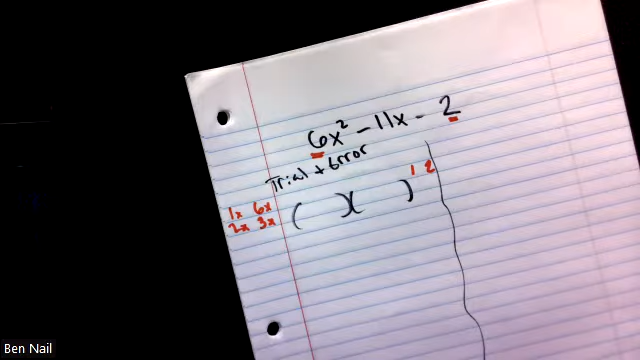 6x² - 11x - 2
Trial + Error
1x 6x ( )( ) 1 2
2x 3x
Ben Nail